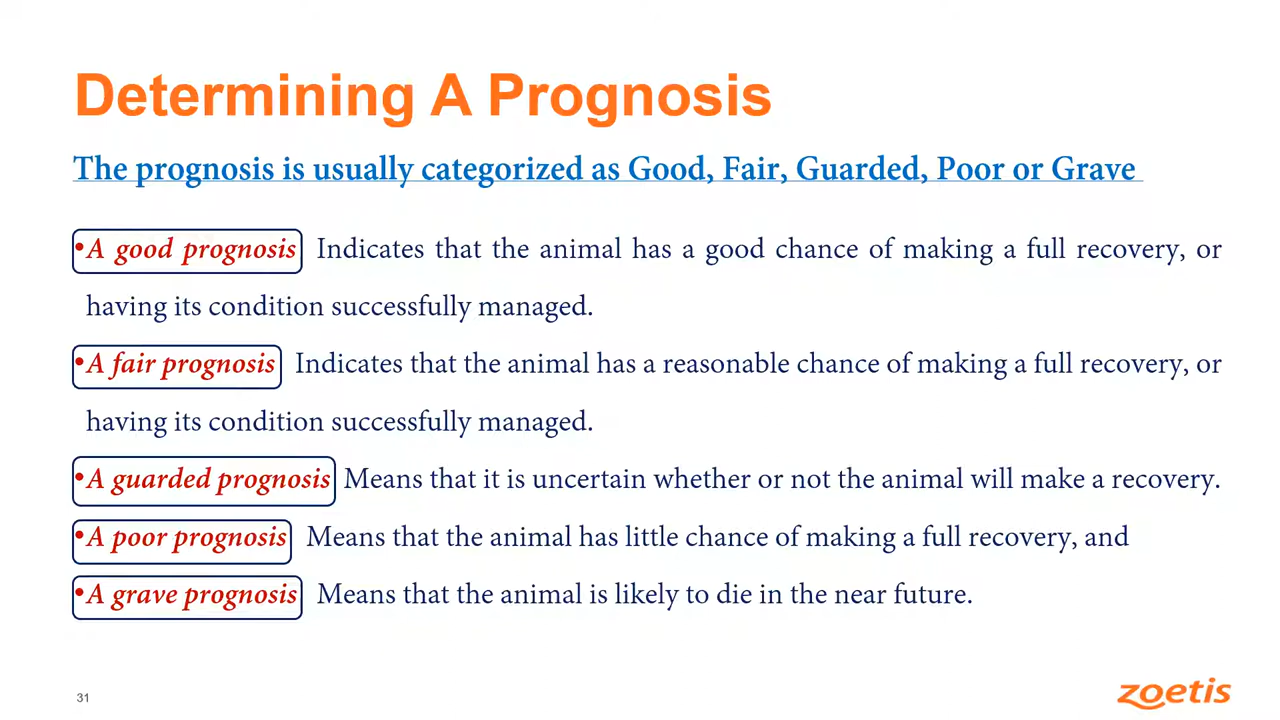 Determining A Prognosis
The prognosis is usually categorized as Good, Fair, Guarded, Poor or Grave
•A good prognosis Indicates that the animal has a good chance of making a full recovery, or
having its condition successfully managed.
•A fair prognosis Indicates that the animal has a reasonable chance of making a full recovery, or
having its condition successfully managed.
•A guarded prognosis Means that it is uncertain whether or not the animal will make a recovery.
•A poor prognosis Means that the animal has little chance of making a full recovery, and
•A grave prognosis Means that the animal is likely to die in the near future.
31
zoetis